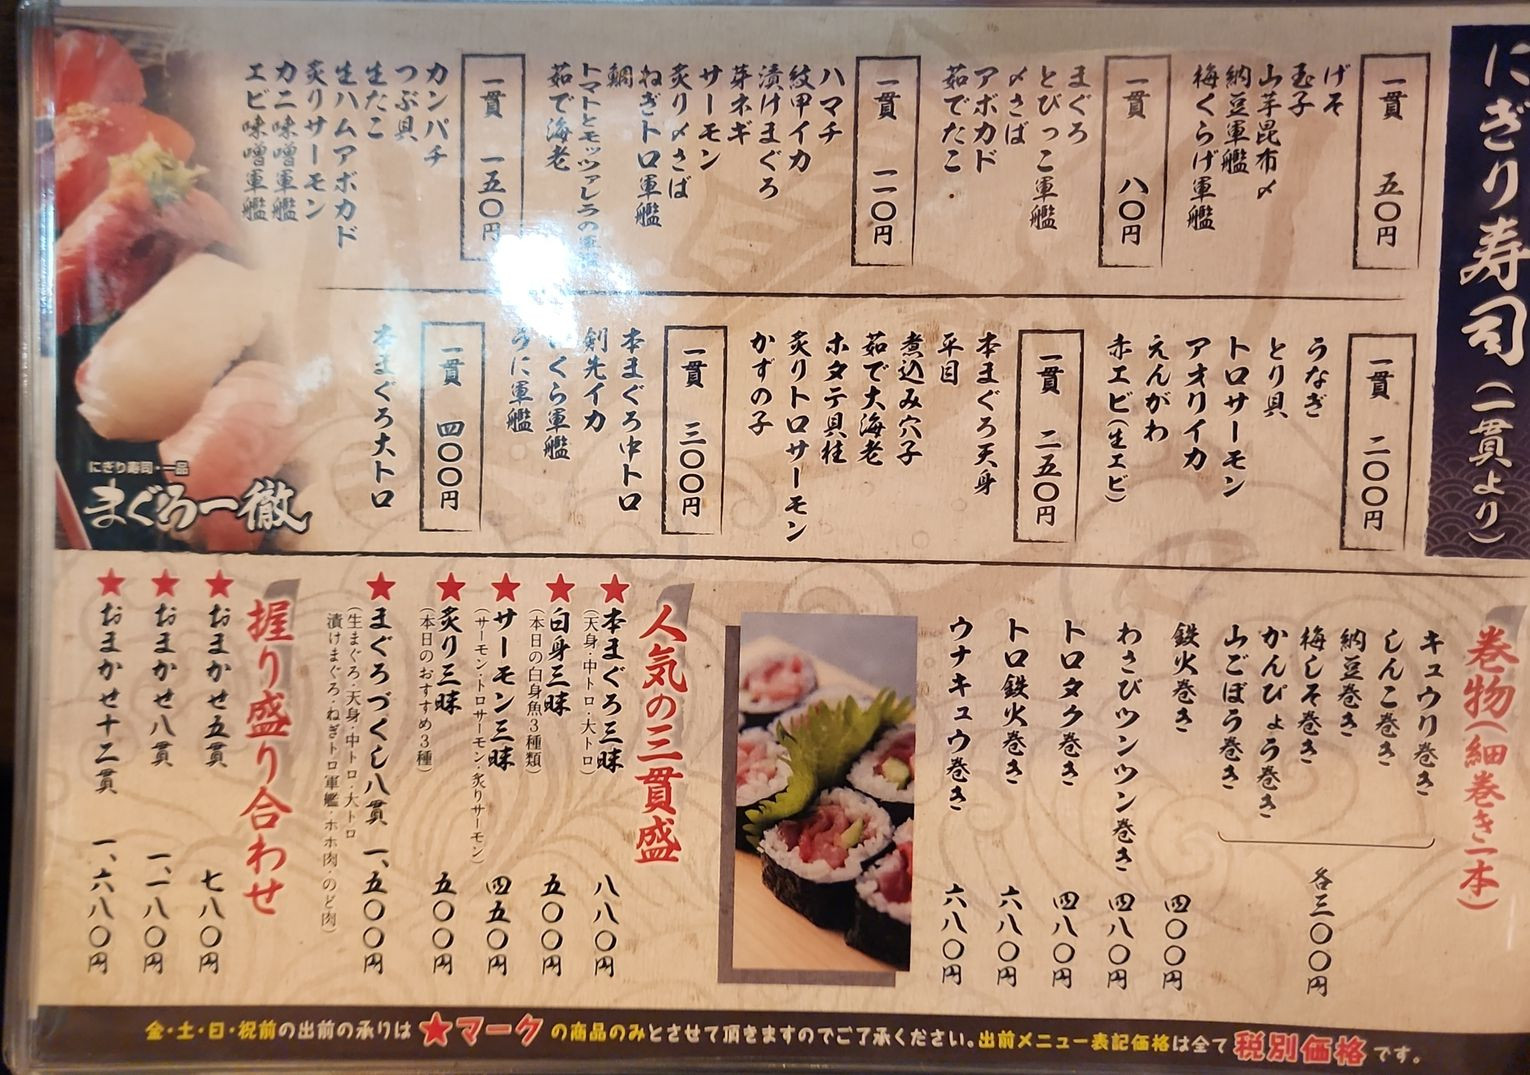 にぎり寿司(一貫より)
一貫 五〇円
げそ
玉子
山芋昆布〆
納豆軍艦
梅くらげ軍艦
一貫 八〇円
まぐろ
とびっこ軍艦
〆さば
アボカド
茹でたこ
一貫 一二〇円
ハマチ
紋甲イカ
漬けまぐろ
芽ネギ
サーモン
炙り〆さば
ねぎトロ軍艦
鯛
トマトとモッツァレラの軍艦
茹で海老
一貫 一五〇円
カンパチ
つぶ貝
生たこ
生ハムアボカド
炙りサーモン
カニ味噌軍艦
エビ味噌軍艦
一貫 二〇〇円
うなぎ
とり貝
トロサーモン
アオリイカ
えんがわ
赤エビ(生エビ)
一貫 二五〇円
本まぐろ天身
平目
煮込み穴子
茹で大海老
ホタテ貝柱
炙りトロサーモン
かずの子
一貫 三〇〇円
本まぐろ中トロ
剣先イカ
いくら軍艦
うに軍艦
一貫 四〇〇円
本まぐろ大トロ
にぎり寿司・一品
まぐろ一徹
巻物(細巻き一本)
キュウリ巻き
しんこ巻き
納豆巻き
梅しそ巻き
かんぴょう巻き
山ごぼう巻き
各三〇〇円
鉄火巻き 四〇〇円
わさびツンツン巻き 四八〇円
トロタク巻き 四八〇円
トロ鉄火巻き 六八〇円
ウナキュウ巻き 六八〇円
人気の三貫盛
★本まぐろ三昧 八八〇円
(天身・中トロ・大トロ)
★白身三昧 五〇〇円
(本日の白身魚3種類)
★サーモン三昧 四五〇円
(サーモン・トロサーモン・炙りサーモン)
★炙り三昧 五〇〇円
(本日のおすすめ3種)
★まぐろづくし八貫 一、五〇〇円
(生まぐろ・天身・中トロ・大トロ
漬けまぐろ・ねぎトロ軍艦・ホホ肉・のど肉)
握り盛り合わせ
★おまかせ五貫 七八〇円
★おまかせ八貫 一、一八〇円
★おまかせ十二貫 一、六八〇円
金・土・日・祝前の出前の承りは★マークの商品のみとさせて頂きますのでご了承ください。出前メニュー表記価格は全て税別価格です。